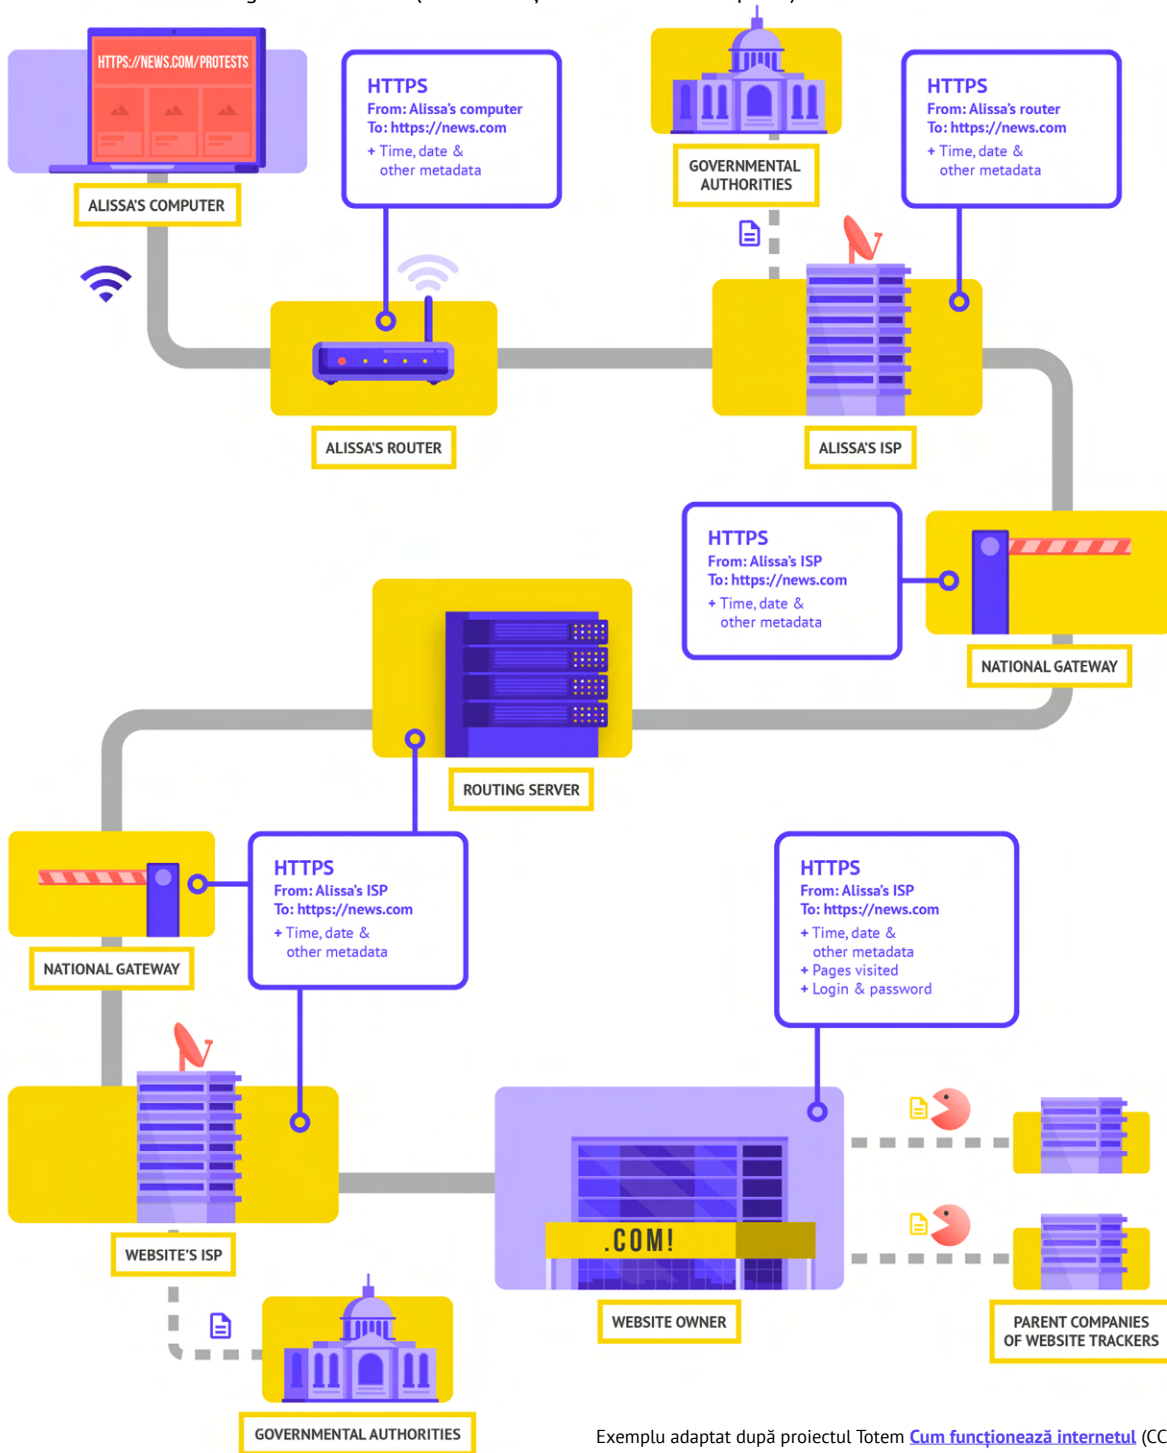 HTTPS://NEWS.COM/PROTESTS
ALISSA'S COMPUTER
HTTPS
From: Alissa's computer
To: https://news.com
+ Time, date &
other metadata
GOVERNMENTAL
AUTHORITIES
HTTPS
From: Alissa's router
To: https://news.com
+ Time, date &
other metadata
ALISSA'S ROUTER
ALISSA'S ISP
HTTPS
From: Alissa's ISP
To: https://news.com
+ Time, date &
other metadata
NATIONAL GATEWAY
ROUTING SERVER
NATIONAL GATEWAY
HTTPS
From: Alissa's ISP
To: https://news.com
+ Time, date &
other metadata
HTTPS
From: Alissa's ISP
To: https://news.com
+ Time, date &
other metadata
+ Pages visited
+ Login & password
WEBSITE'S ISP
.COM!
WEBSITE OWNER
PARENT COMPANIES
OF WEBSITE TRACKERS
GOVERNMENTAL AUTHORITIES
Exemplu adaptat după proiectul Totem Cum funcționează internetul (CC